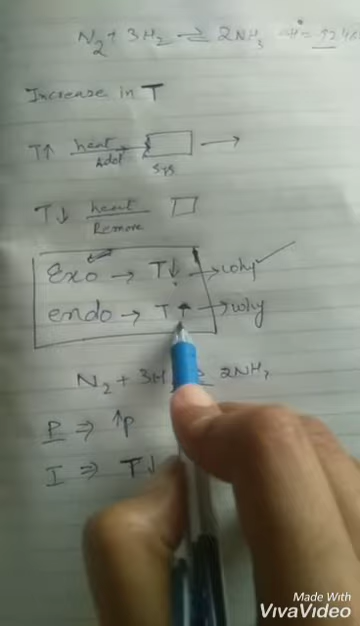 N₂ + 3H₂ ⇌ 2NH₃
Increase in T
T↑ heat Add Sys
T↓ heat Remove
Exo → T↓ → why
endo → T↑ → why
N₂ + 3H 2NH₃
P ⇒ ↑P
I ⇒ T↓
Made With
VivaVideo